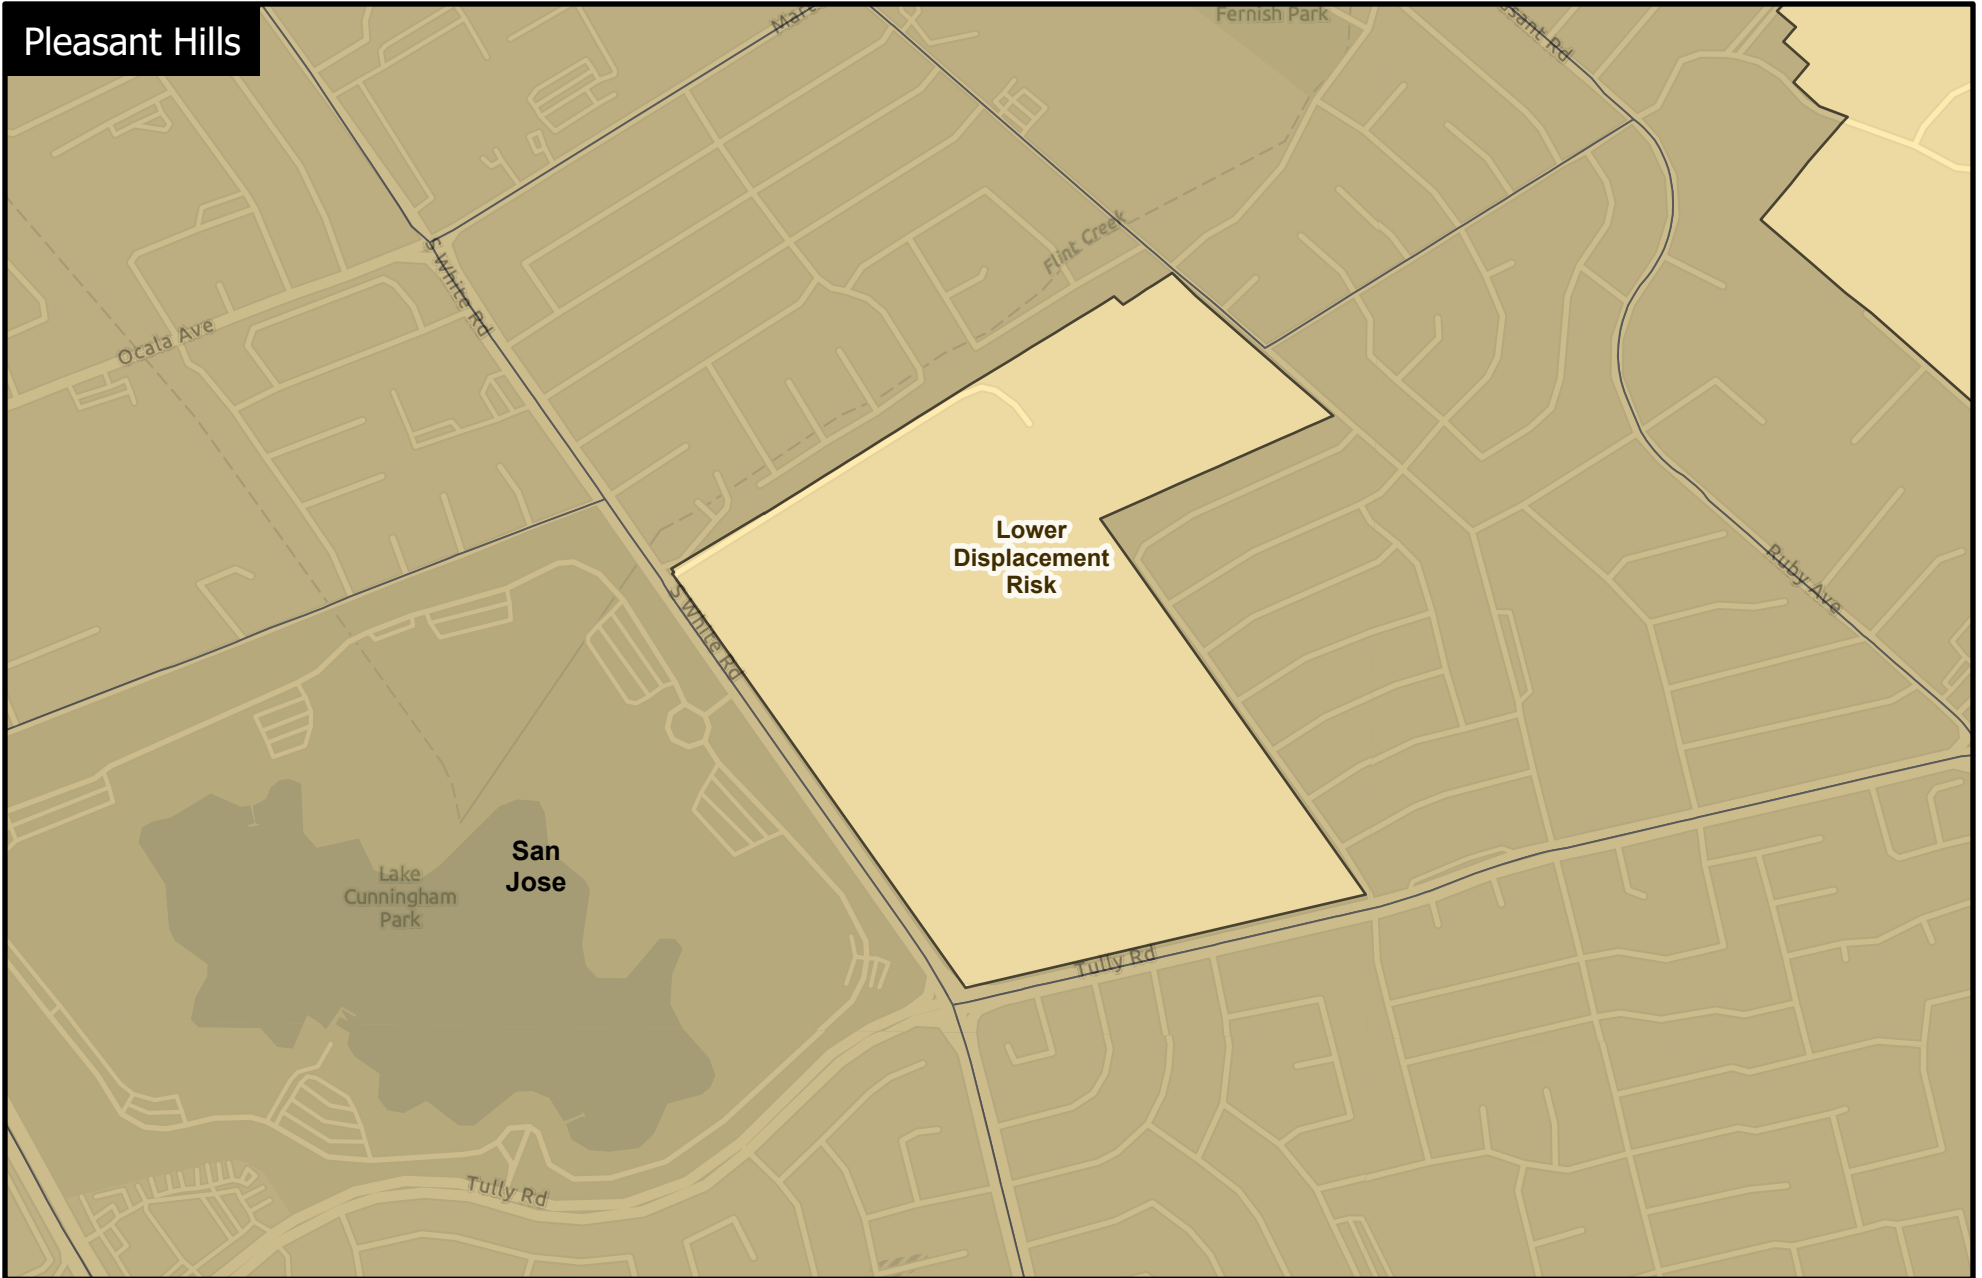 Pleasant Hills
Fernish Park
Flint Creek
S White Rd
Ocala Ave
Lower
Displacement
Risk
Ruby Ave
S White Rd
San
Jose
Lake
Cunningham
Park
Tully Rd
Tully Rd